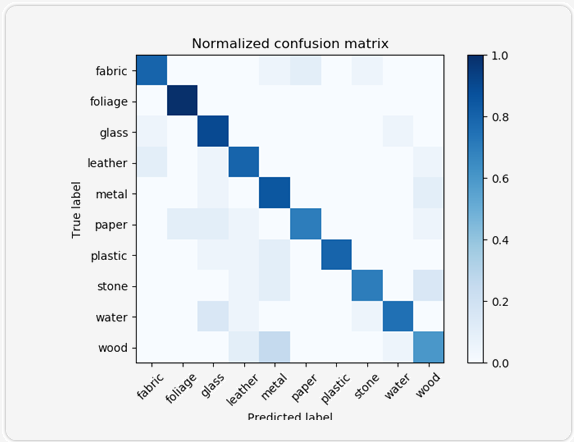 Normalized confusion matrix
fabric
foliage
glass
leather
metal
paper
plastic
stone
water
wood
True label
fabric
foliage
glass
leather
metal
paper
plastic
stone
water
wood
Predicted label
1.0
0.8
0.6
0.4
0.2
0.0